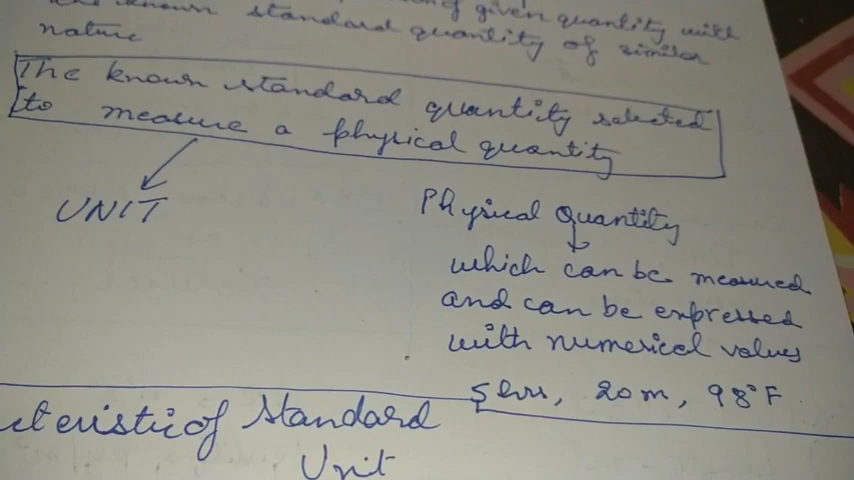 known standard quantity of similar
of given quantity with
nature
The known standard quantity selected
to measure a physical quantity
UNIT
Physical Quantity
which can be measured
and can be expressed
with numerical values
5 hrs, 20 m, 98°F
cteristic of Standard
Unit